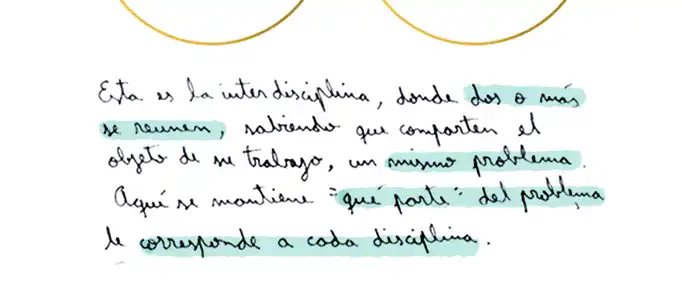 Esta es la interdisciplina, donde dos o más
se reunen, sabiendo que comparten el
objeto de su trabajo, un mismo problema.
Aquí se mantiene "qué parte" del problema
le corresponde a cada disciplina.